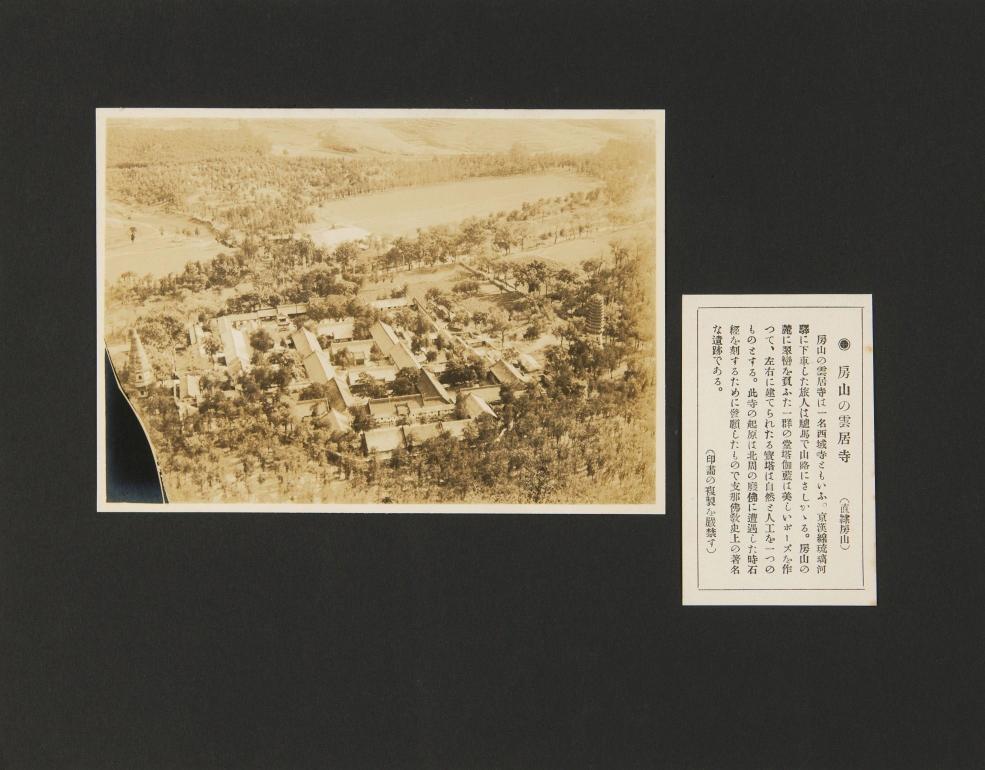 ◉ 房山の雲居寺 (直隷房山)
房山の雲居寺は一名西域寺ともいふ。京漢線琉璃河
驛に下車した旅人は驢馬で山路にさしかゝる。房山の
麓に翠巒を負ふた一群の堂塔伽藍は美しいポーズを作
つて、左右に建てられたる寶塔は自然と人工を一つの
ものとする。此寺の起原は北周の廢佛に遭遇した時石
經を刻するために發願したもので支那佛敎史上の著名
な遺跡である。
(印畵の複製を嚴禁す)